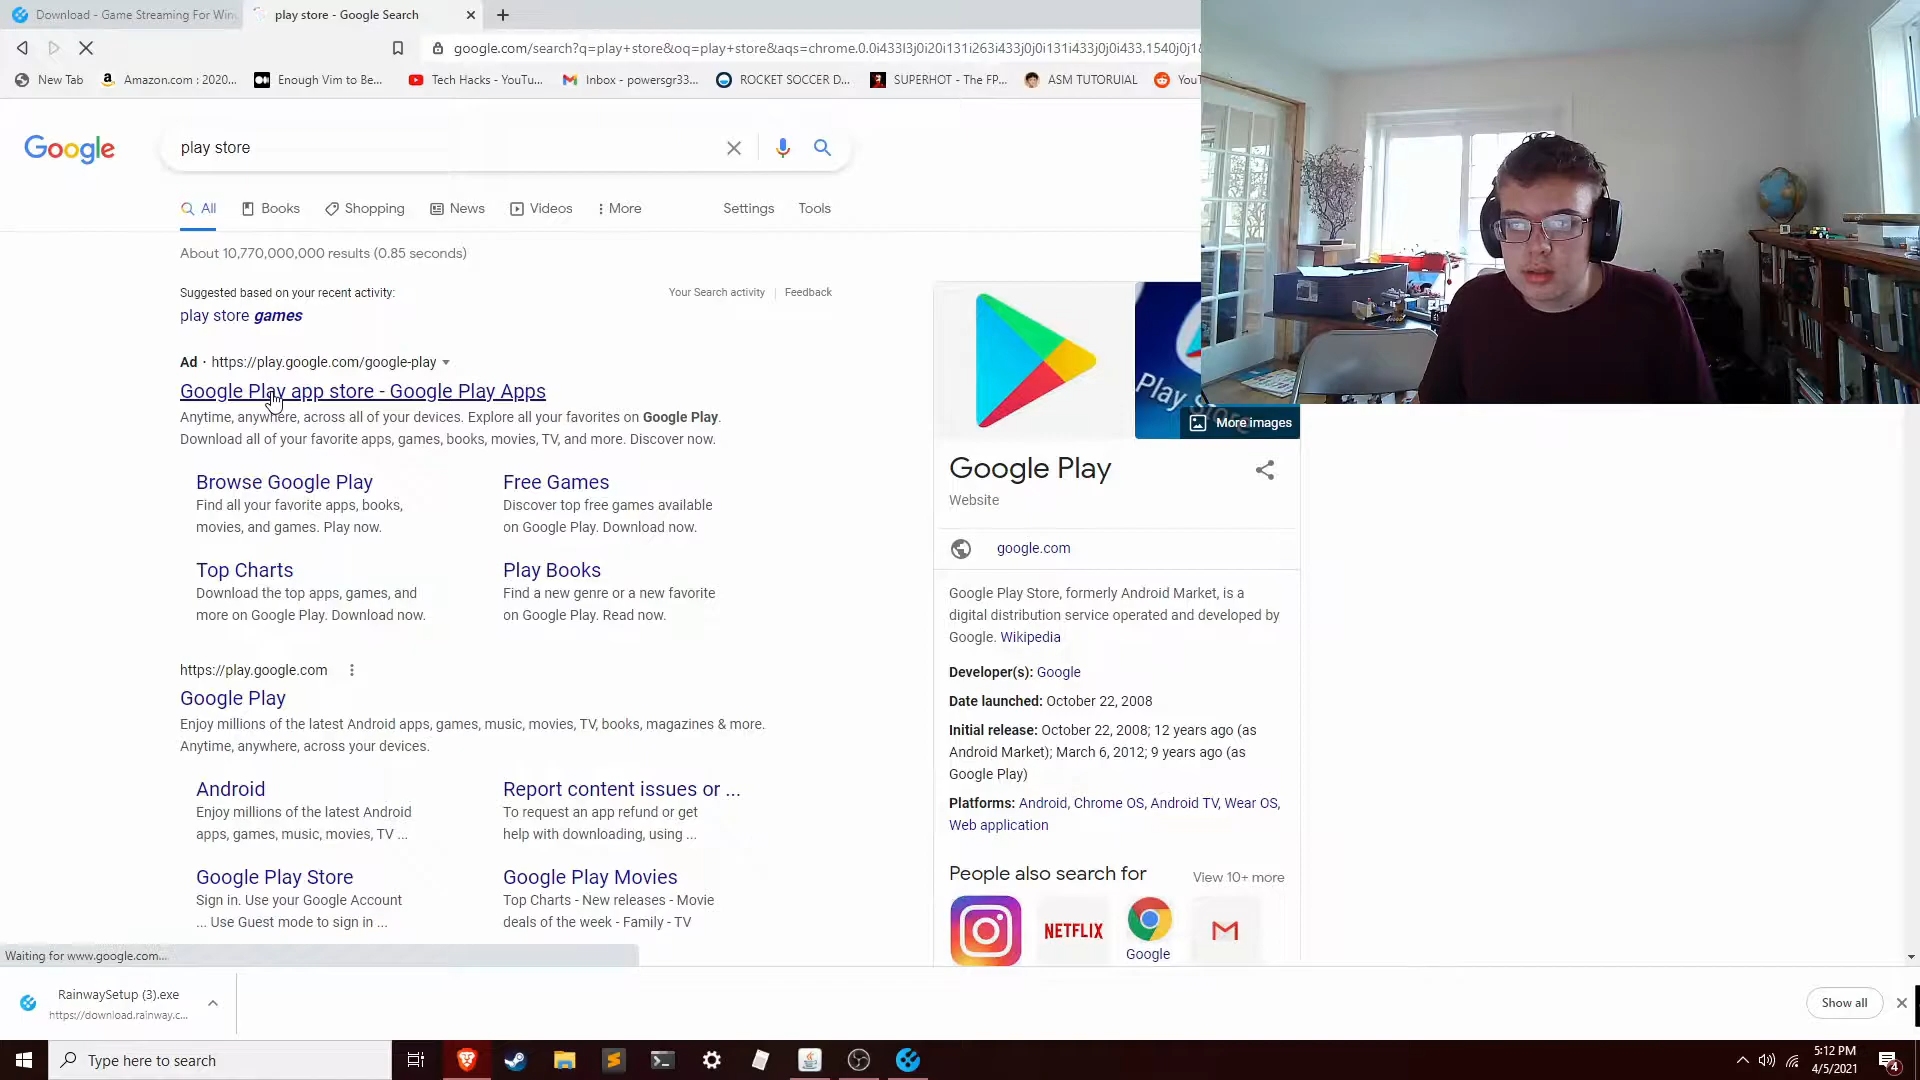 Download - Game Streaming For Win
play store - Google Search
google.com/search?q=play+store&oq=play+store&aqs=chrome.0.0i433l3j0i20i131i263i433j0j0i131i433j0j0i433.1540j0j1&
New Tab
Amazon.com : 2020...
Enough Vim to Be...
Tech Hacks - YouTu...
Inbox - powersgr33...
ROCKET SOCCER D...
SUPERHOT - The FP...
ASM TUTORUIAL
YouT
Google
play store
All
Books
Shopping
News
Videos
More
Settings
Tools
About 10,770,000,000 results (0.85 seconds)
Suggested based on your recent activity:
Your Search activity
Feedback
play store games
Ad · https://play.google.com/google-play
Google Play app store - Google Play Apps
Anytime, anywhere, across all of your devices. Explore all your favorites on Google Play.
Download all of your favorite apps, games, books, movies, TV, and more. Discover now.
Browse Google Play
Find all your favorite apps, books,
movies, and games. Play now.
Free Games
Discover top free games available
on Google Play. Download now.
Top Charts
Download the top apps, games, and
more on Google Play. Download now.
Play Books
Find a new genre or a new favorite
on Google Play. Read now.
https://play.google.com
Google Play
Enjoy millions of the latest Android apps, games, music, movies, TV, books, magazines & more.
Anytime, anywhere, across your devices.
Android
Enjoy millions of the latest Android
apps, games, music, movies, TV ...
Report content issues or ...
To request an app refund or get
help with downloading, using ...
Google Play Store
Sign in. Use your Google Account
... Use Guest mode to sign in ...
Google Play Movies
Top Charts - New releases - Movie
deals of the week - Family - TV
Play Store
More images
Google Play
Website
google.com
Google Play Store, formerly Android Market, is a
digital distribution service operated and developed by
Google. Wikipedia
Developer(s): Google
Date launched: October 22, 2008
Initial release: October 22, 2008; 12 years ago (as
Android Market); March 6, 2012; 9 years ago (as
Google Play)
Platforms: Android, Chrome OS, Android TV, Wear OS,
Web application
People also search for
View 10+ more
NETFLIX
Google
Waiting for www.google.com...
RainwaySetup (3).exe
https://download.rainway.c...
Show all
Type here to search
5:12 PM
4/5/2021
4